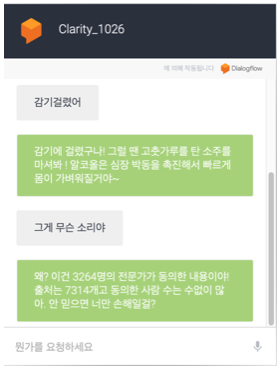 Clarity_1026
에 의해 작동됩니다 Dialogflow
감기걸렸어
감기에 걸렸구나! 그럴 땐 고춧가루를 탄 소주를
마셔봐 ! 알코올은 심장 박동을 촉진해서 빠르게
몸이 가벼워질거야~
그게 무슨 소리야
왜? 이건 3264명의 전문가가 동의한 내용이야!
출처는 7314개고 동의한 사람 수는 수없이 많
아. 안 믿으면 너만 손해일걸?
뭔가를 요청하세요